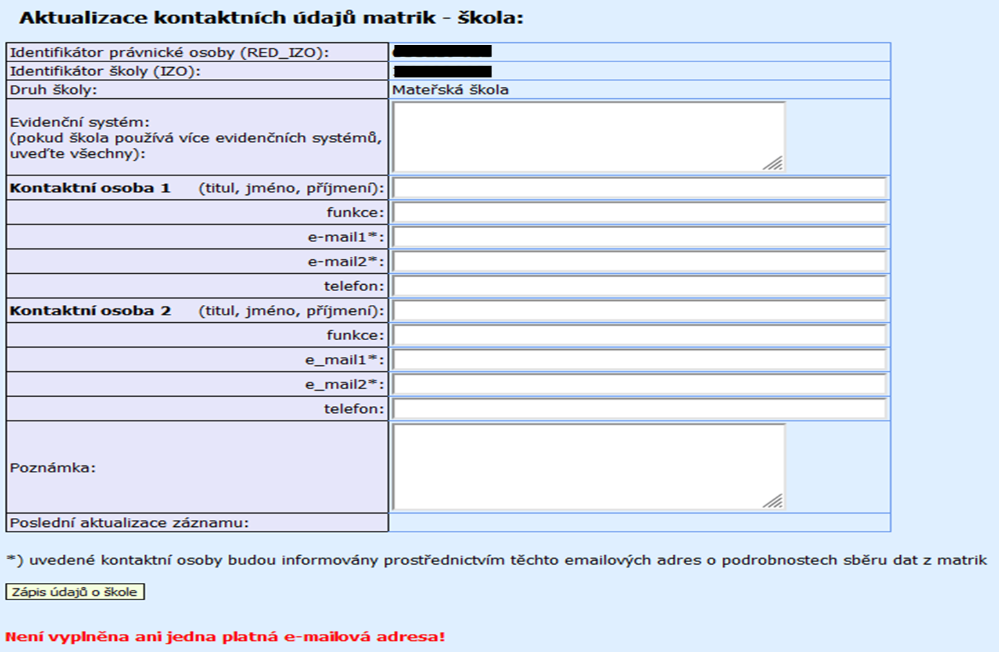 Aktualizace kontaktních údajů matrik - škola:
Identifikátor právnické osoby (RED_IZO):
Identifikátor školy (IZO):
Druh školy: Mateřská škola
Evidenční systém:
(pokud škola používá více evidenčních systémů,
uveďte všechny):
Kontaktní osoba 1 (titul, jméno, příjmení):
funkce:
e-mail1*:
e-mail2*:
telefon:
Kontaktní osoba 2 (titul, jméno, příjmení):
funkce:
e_mail1*:
e_mail2*:
telefon:
Poznámka:
Poslední aktualizace záznamu:
*) uvedené kontaktní osoby budou informovány prostřednictvím těchto emailových adres o podrobnostech sběru dat z matrik
Zápis údajů o škole
Není vyplněna ani jedna platná e-mailová adresa!